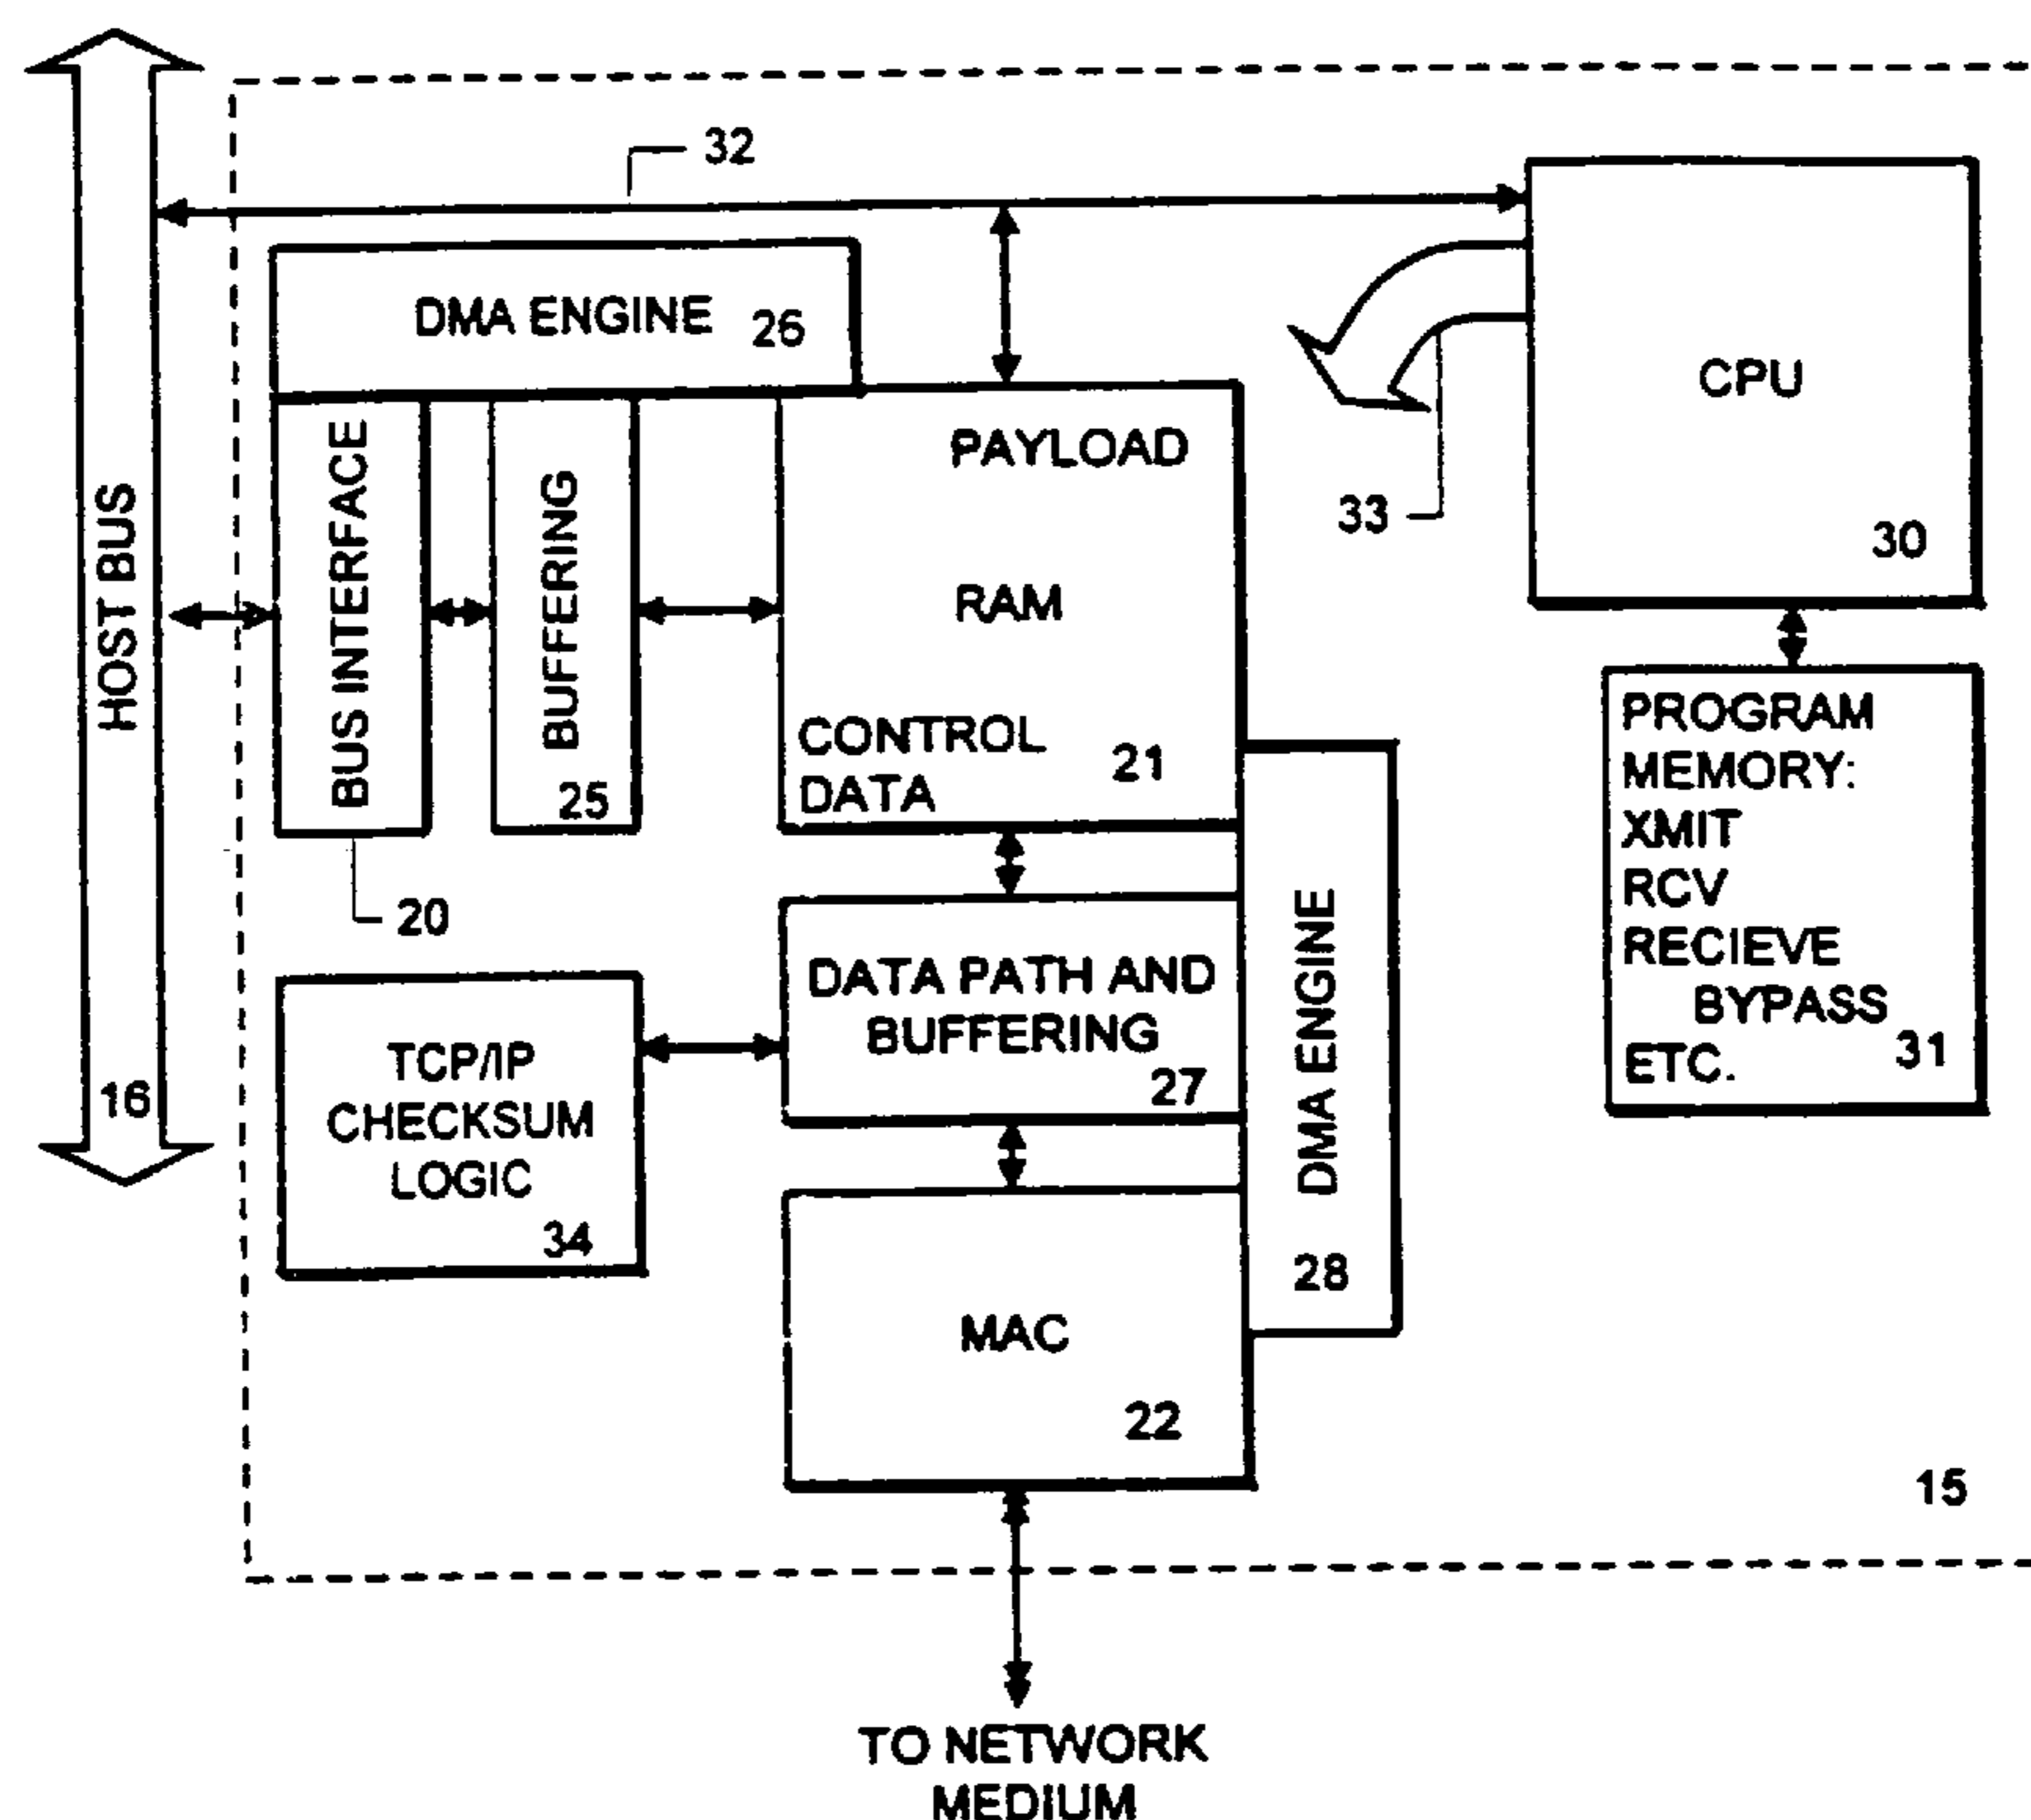 32
DMA ENGINE 26
CPU
30
33
PAYLOAD
RAM
CONTROL
DATA
21
HOST BUS
16
BUS INTERFACE
20
BUFFERING
25
PROGRAM
MEMORY:
XMIT
RCV
RECIEVE
BYPASS
ETC.
31
DATA PATH AND
BUFFERING
27
DMA ENGINE
28
TCP/IP
CHECKSUM
LOGIC
34
MAC
22
15
TO NETWORK
MEDIUM